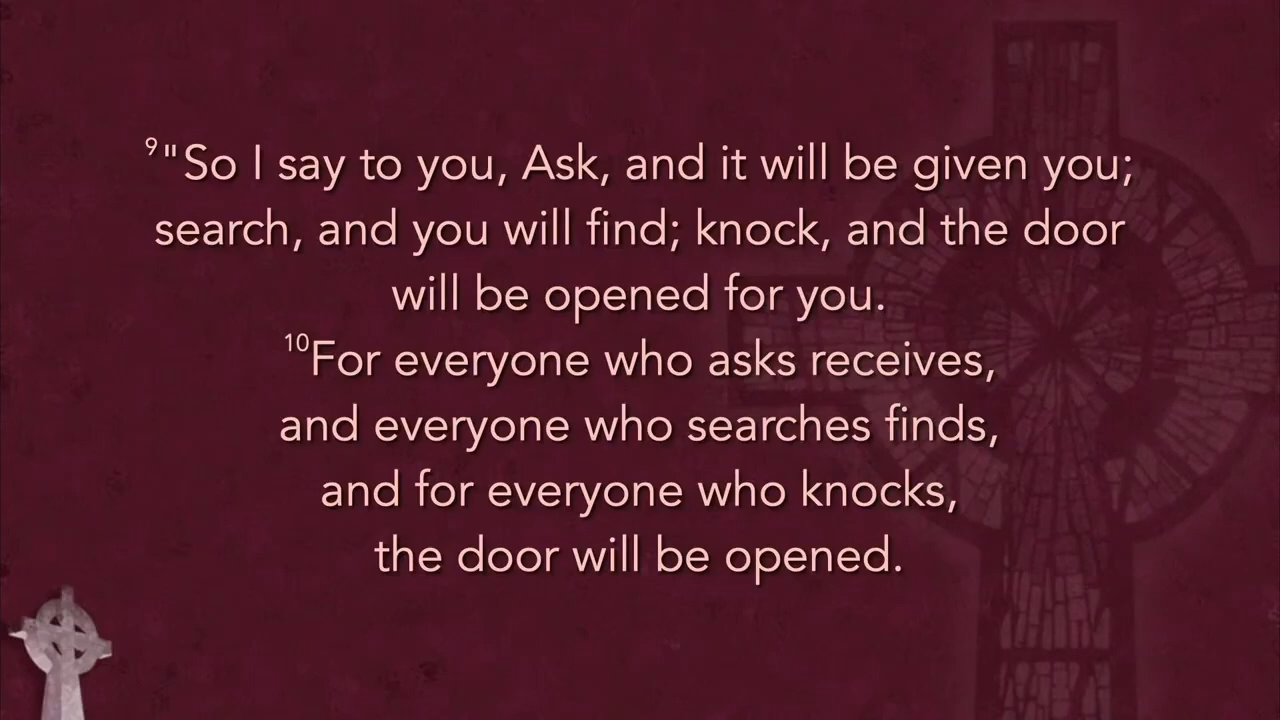 ⁹"So I say to you, Ask, and it will be given you;
search, and you will find; knock, and the door
will be opened for you.
¹⁰For everyone who asks receives,
and everyone who searches finds,
and for everyone who knocks,
the door will be opened.